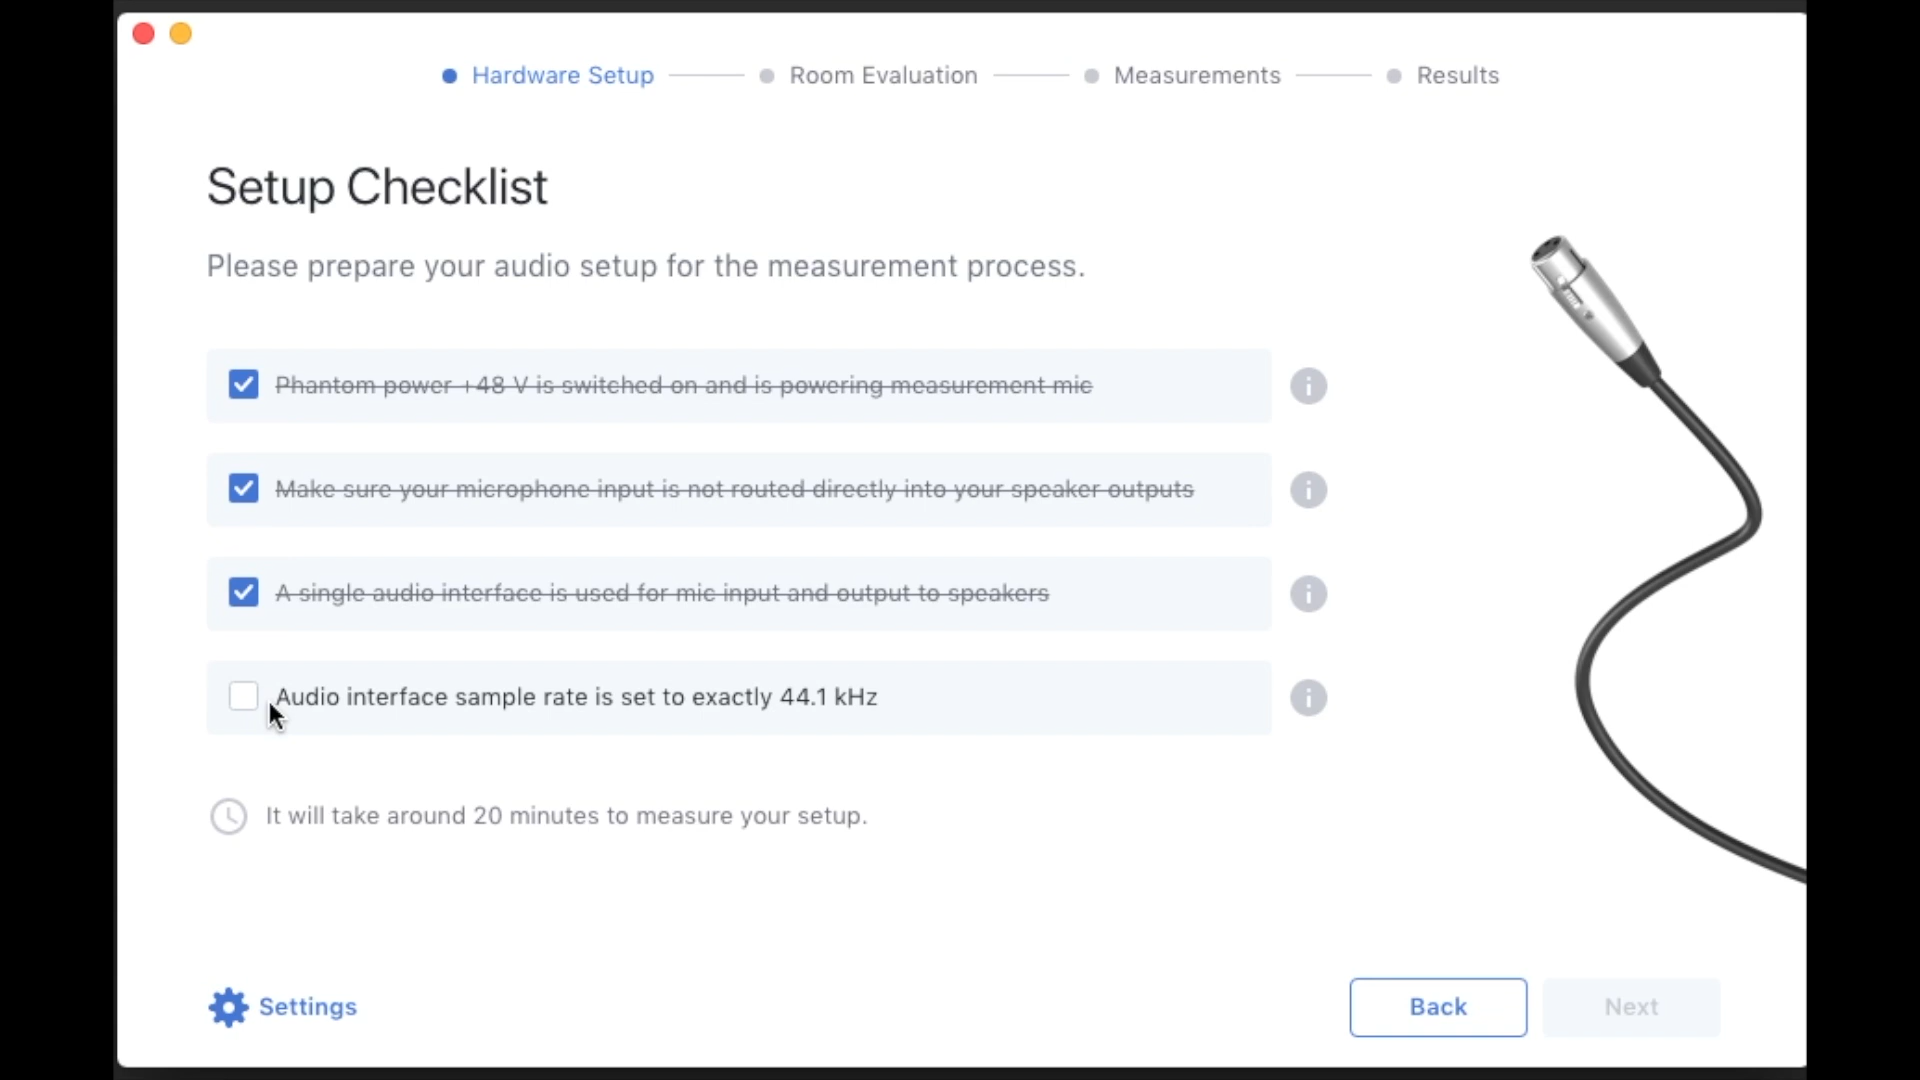 Hardware Setup
Room Evaluation
Measurements
Results
Setup Checklist
Please prepare your audio setup for the measurement process.
Phantom power +48 V is switched on and is powering measurement mic
Make sure your microphone input is not routed directly into your speaker outputs
A single audio interface is used for mic input and output to speakers
Audio interface sample rate is set to exactly 44.1 kHz
It will take around 20 minutes to measure your setup.
Settings
Back
Next